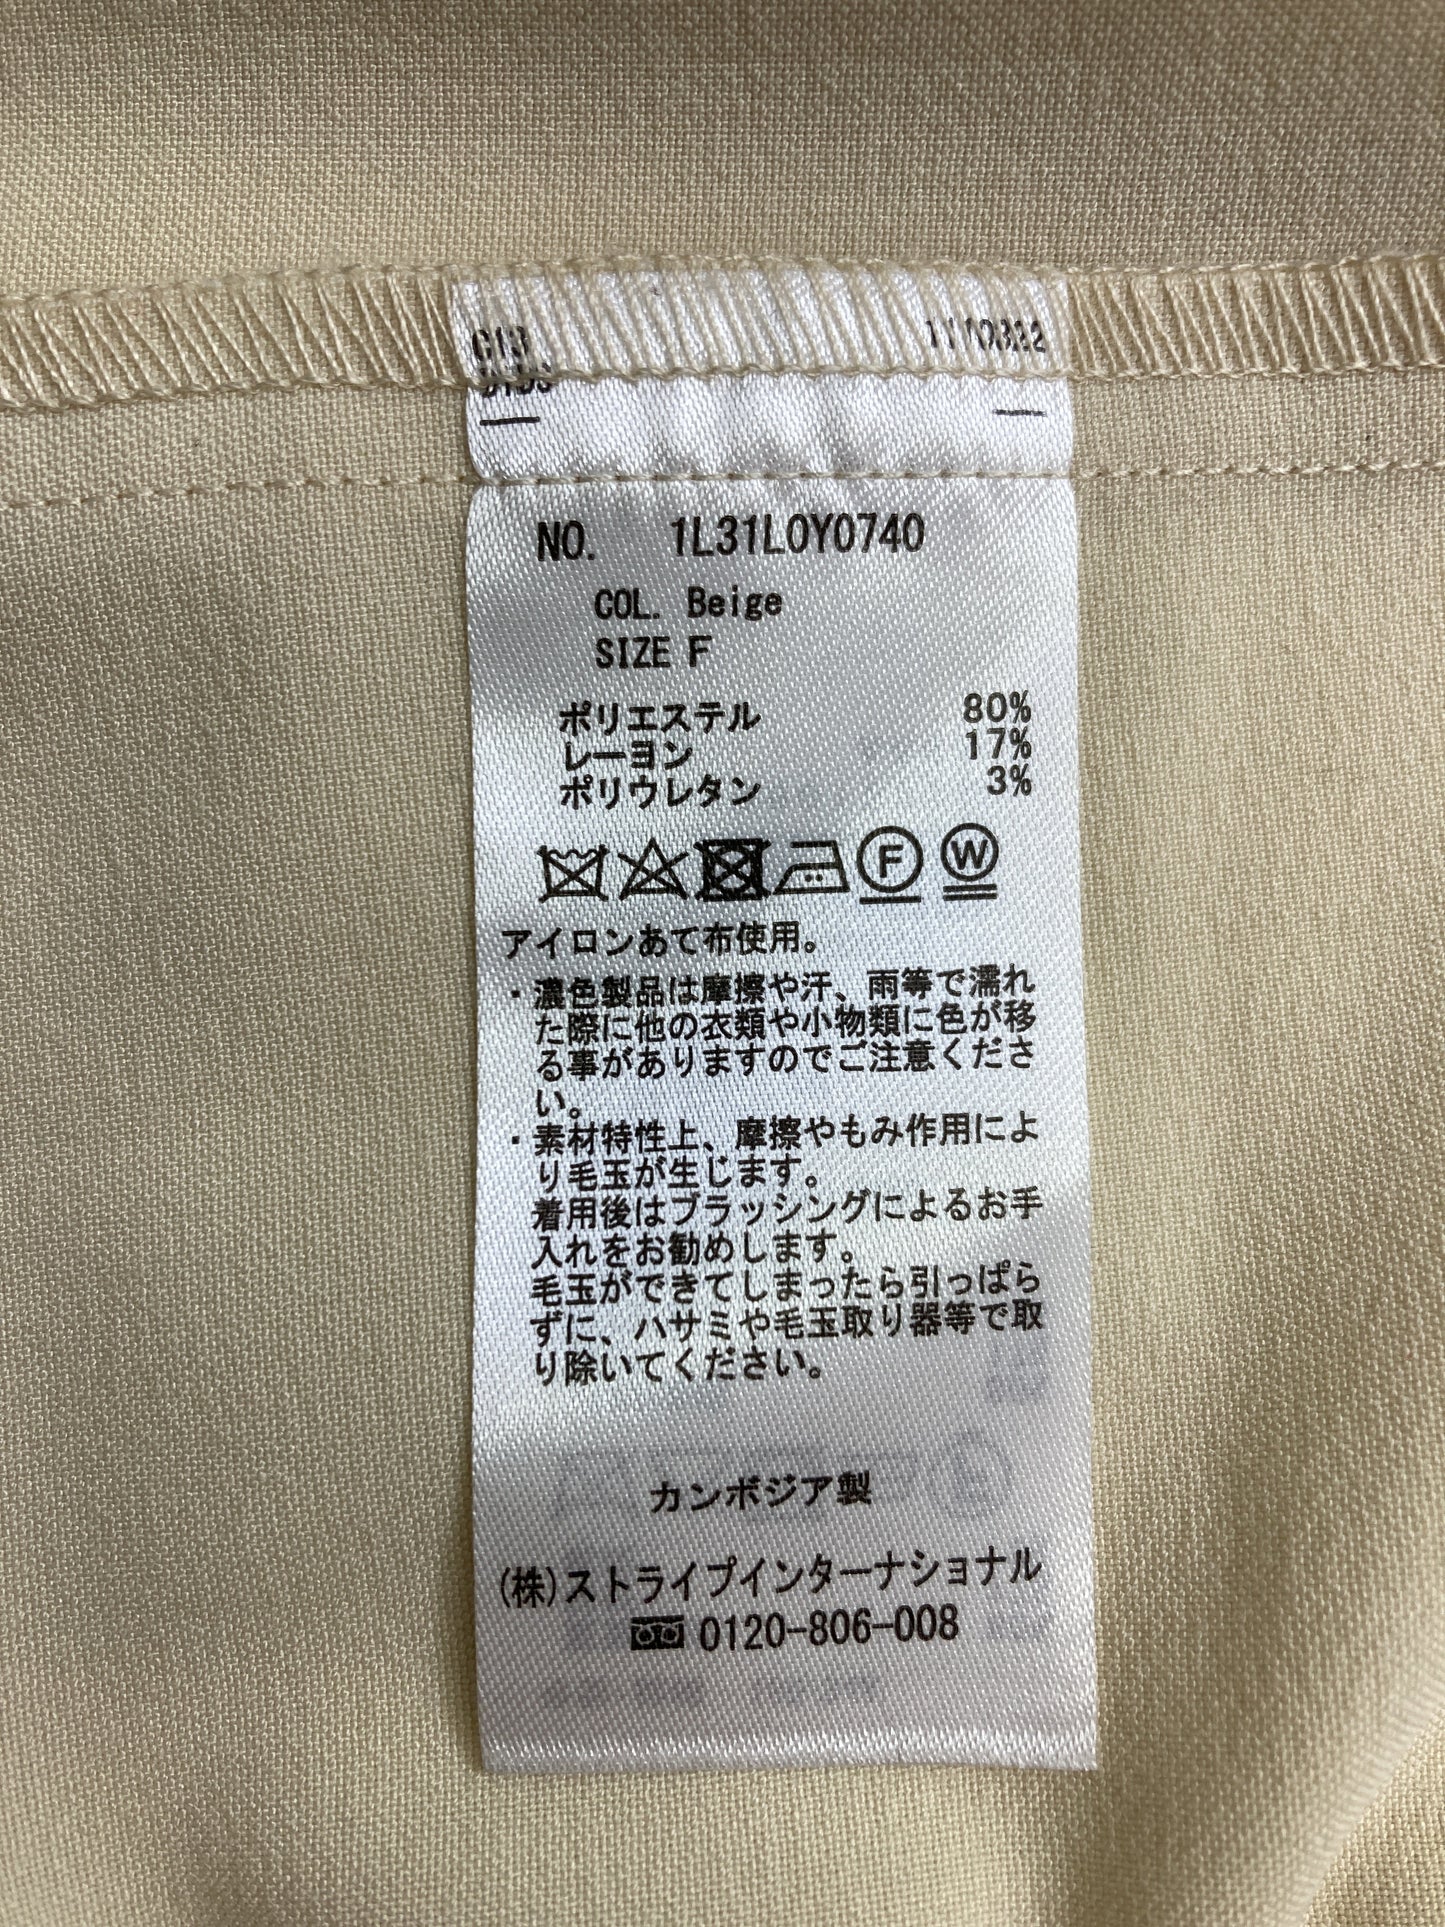 C13
NO. 1L31L0Y0740
COL. Beige
SIZE F
ポリエステル 80%
レーヨン 17%
ポリウレタン 3%
F W
アイロンあて布使用。
・濃色製品は摩擦や汗、雨等で濡れ
た際に他の衣類や小物類に色が移
る事がありますのでご注意くださ
い。
・素材特性上、摩擦やもみ作用によ
り毛玉が生じます。
着用後はブラッシングによるお手
入れをお勧めします。
毛玉ができてしまったら引っぱら
ずに、ハサミや毛玉取り器等で取
り除いてください。
カンボジア製
(株)ストライプインターナショナル
0120-806-008